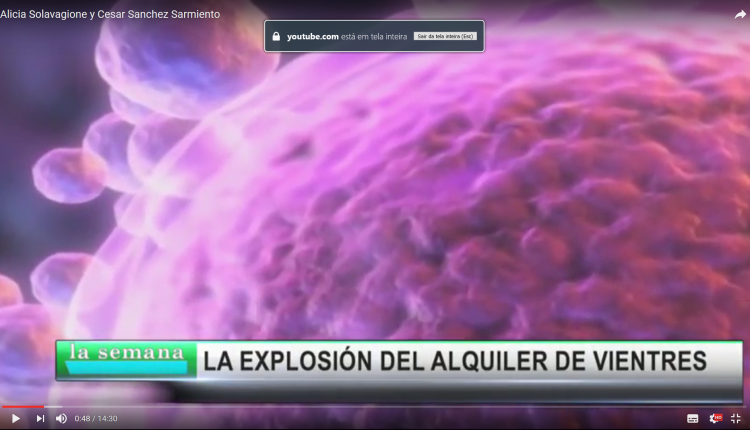 Alicia Solavagione y Cesar Sanchez Sarmiento
youtube.com está em tela inteira
Sair da tela inteira (Esc)
la semana
LA EXPLOSIÓN DEL ALQUILER DE VIENTRES
0:48 / 14:30
HD